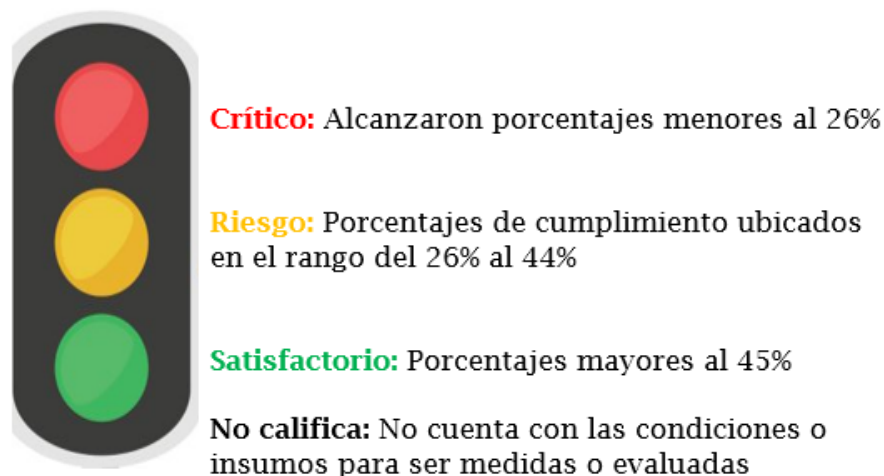 Crítico: Alcanzaron porcentajes menores al 26%
Riesgo: Porcentajes de cumplimiento ubicados
en el rango del 26% al 44%
Satisfactorio: Porcentajes mayores al 45%
No califica: No cuenta con las condiciones o
insumos para ser medidas o evaluadas